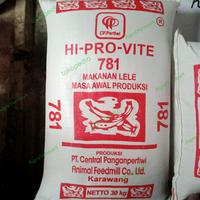 CP.Pertiwi
HI-PRO-VITE
781
MAKANAN LELE
MASA AWAL PRODUKSI
781
781
PRODUKSI
PT. Central Panganpertiwi
Animal Feedmill Co., Ltd.
Karawang
NETTO 30 kg